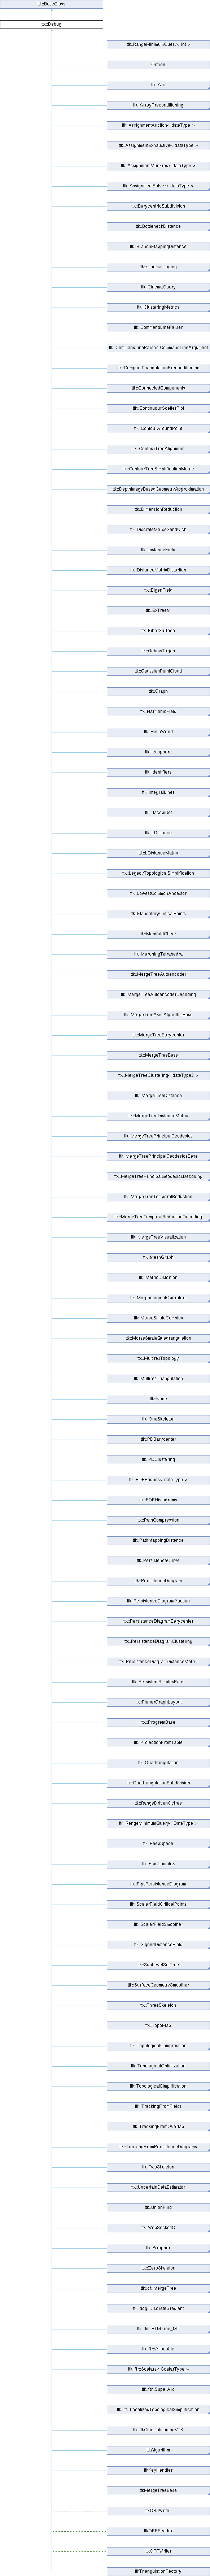 ttk::BaseClass
ttk::Debug
ttk::RangeMinimumQuery< int >
Octree
ttk::Arc
ttk::ArrayPreconditioning
ttk::AssignmentAuction< dataType >
ttk::AssignmentExhaustive< dataType >
ttk::AssignmentMunkres< dataType >
ttk::AssignmentSolver< dataType >
ttk::BarycentricSubdivision
ttk::BottleneckDistance
ttk::BranchMappingDistance
ttk::CinemaImaging
ttk::CinemaQuery
ttk::ClusteringMetrics
ttk::CommandLineParser
ttk::CommandLineParser::CommandLineArgument
ttk::CompactTriangulationPreconditioning
ttk::ConnectedComponents
ttk::ContinuousScatterPlot
ttk::ContourAroundPoint
ttk::ContourTreeAlignment
ttk::ContourTreeSimplificationMetric
ttk::DepthImageBasedGeometryApproximation
ttk::DimensionReduction
ttk::DiscreteMorseSandwich
ttk::DistanceField
ttk::DistanceMatrixDistortion
ttk::EigenField
ttk::ExTreeM
ttk::FiberSurface
ttk::GabowTarjan
ttk::GaussianPointCloud
ttk::Graph
ttk::HarmonicField
ttk::HelloWorld
ttk::Icosphere
ttk::Identifiers
ttk::IntegralLines
ttk::JacobiSet
ttk::LDistance
ttk::LDistanceMatrix
ttk::LegacyTopologicalSimplification
ttk::LowestCommonAncestor
ttk::MandatoryCriticalPoints
ttk::ManifoldCheck
ttk::MarchingTetrahedra
ttk::MergeTreeAutoencoder
ttk::MergeTreeAutoencoderDecoding
ttk::MergeTreeAxesAlgorithmBase
ttk::MergeTreeBarycenter
ttk::MergeTreeBase
ttk::MergeTreeClustering< dataType2 >
ttk::MergeTreeDistance
ttk::MergeTreeDistanceMatrix
ttk::MergeTreePrincipalGeodesics
ttk::MergeTreePrincipalGeodesicsBase
ttk::MergeTreePrincipalGeodesicsDecoding
ttk::MergeTreeTemporalReduction
ttk::MergeTreeTemporalReductionDecoding
ttk::MergeTreeVisualization
ttk::MeshGraph
ttk::MetricDistortion
ttk::MorphologicalOperators
ttk::MorseSmaleComplex
ttk::MorseSmaleQuadrangulation
ttk::MultiresTopology
ttk::MultiresTriangulation
ttk::Node
ttk::OneSkeleton
ttk::PDBarycenter
ttk::PDClustering
ttk::PDFBounds< dataType >
ttk::PDFHistograms
ttk::PathCompression
ttk::PathMappingDistance
ttk::PersistenceCurve
ttk::PersistenceDiagram
ttk::PersistenceDiagramAuction
ttk::PersistenceDiagramBarycenter
ttk::PersistenceDiagramClustering
ttk::PersistenceDiagramDistanceMatrix
ttk::PersistentSimplexPairs
ttk::PlanarGraphLayout
ttk::ProgramBase
ttk::ProjectionFromTable
ttk::Quadrangulation
ttk::QuadrangulationSubdivision
ttk::RangeDrivenOctree
ttk::RangeMinimumQuery< DataType >
ttk::ReebSpace
ttk::RipsComplex
ttk::RipsPersistenceDiagram
ttk::ScalarFieldCriticalPoints
ttk::ScalarFieldSmoother
ttk::SignedDistanceField
ttk::SubLevelSetTree
ttk::SurfaceGeometrySmoother
ttk::ThreeSkeleton
ttk::TopoMap
ttk::TopologicalCompression
ttk::TopologicalOptimization
ttk::TopologicalSimplification
ttk::TrackingFromFields
ttk::TrackingFromOverlap
ttk::TrackingFromPersistenceDiagrams
ttk::TwoSkeleton
ttk::UncertainDataEstimator
ttk::UnionFind
ttk::WebSocketIO
ttk::Wrapper
ttk::ZeroSkeleton
ttk::cf::MergeTree
ttk::dcg::DiscreteGradient
ttk::ftm::FTMTree_MT
ttk::ftr::Allocable
ttk::ftr::Scalars< ScalarType >
ttk::ftr::SuperArc
ttk::lts::LocalizedTopologicalSimplification
ttk::ttkCinemaImagingVTK
ttkAlgorithm
ttkKeyHandler
ttkMergeTreeBase
ttkOBJWriter
ttkOFFReader
ttkOFFWriter
ttkTriangulationFactory